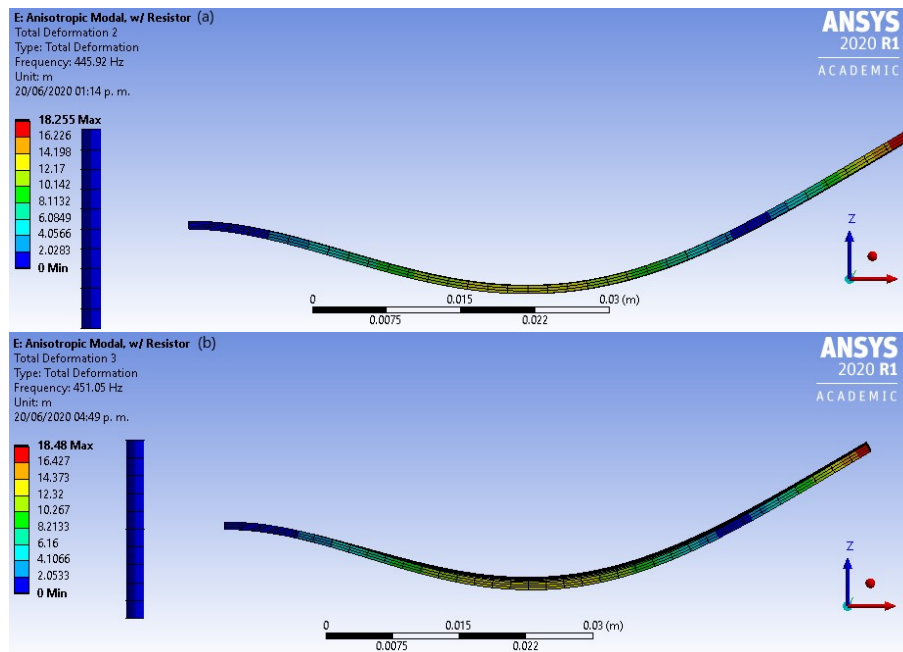 E: Anisotropic Modal, w/ Resistor (a)
Total Deformation 2
Type: Total Deformation
Frequency: 445.92 Hz
Unit: m
20/06/2020 01:14 p. m.
18.255 Max
16.226
14.198
12.17
10.142
8.1132
6.0849
4.0566
2.0283
0 Min
ANSYS
2020 R1
ACADEMIC
Z
0 0.015 0.03 (m)
0.0075 0.022
E: Anisotropic Modal, w/ Resistor (b)
Total Deformation 3
Type: Total Deformation
Frequency: 451.05 Hz
Unit: m
20/06/2020 04:49 p. m.
18.48 Max
16.427
14.373
12.32
10.267
8.2133
6.16
4.1066
2.0533
0 Min
ANSYS
2020 R1
ACADEMIC
Z
0 0.015 0.03 (m)
0.0075 0.022